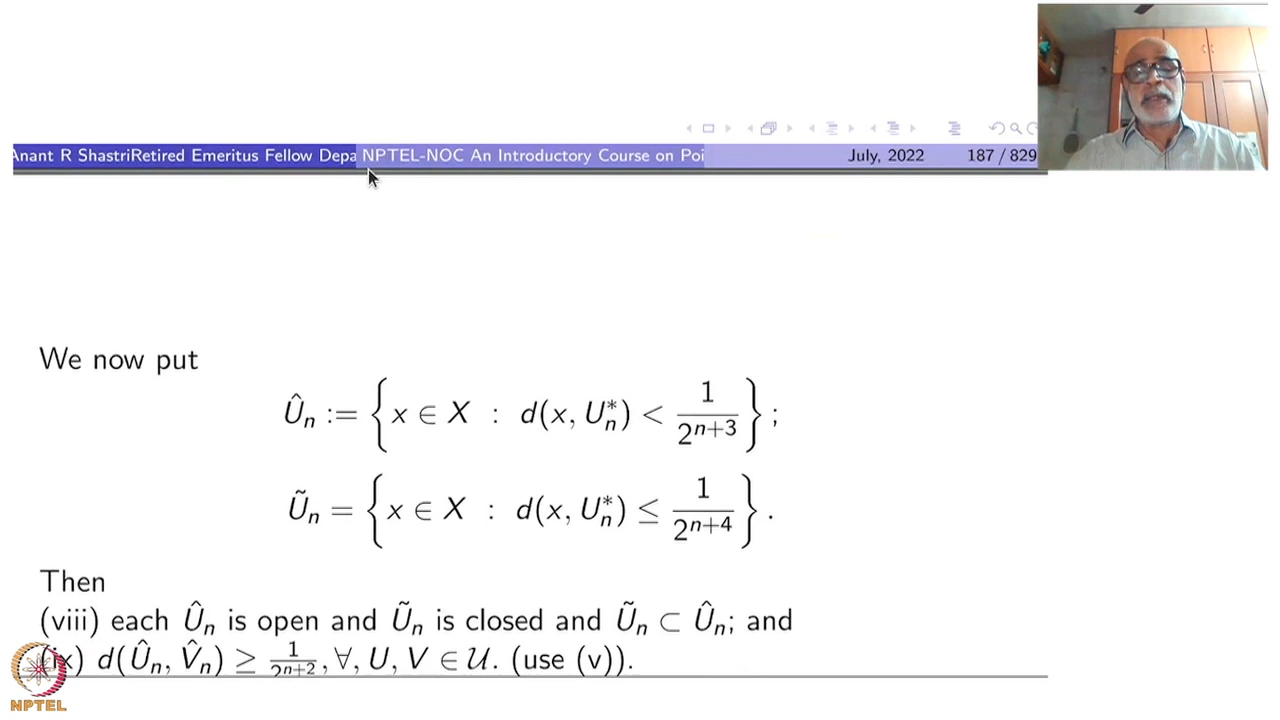 Anant R ShastriRetired Emeritus Fellow Depa NPTEL-NOC An Introductory Course on Poi July, 2022 187 / 829
We now put
Û_n := { x ∈ X : d(x, U*_n) < 1/2^{n+3} } ;
Ũ_n = { x ∈ X : d(x, U*_n) ≤ 1/2^{n+4} } .
Then
(viii) each Û_n is open and Ũ_n is closed and Ũ_n ⊂ Û_n; and
(ix) d(Û_n, V̂_n) ≥ 1/2^{n+2}, ∀, U, V ∈ 𝒰. (use (v)).
NPTEL